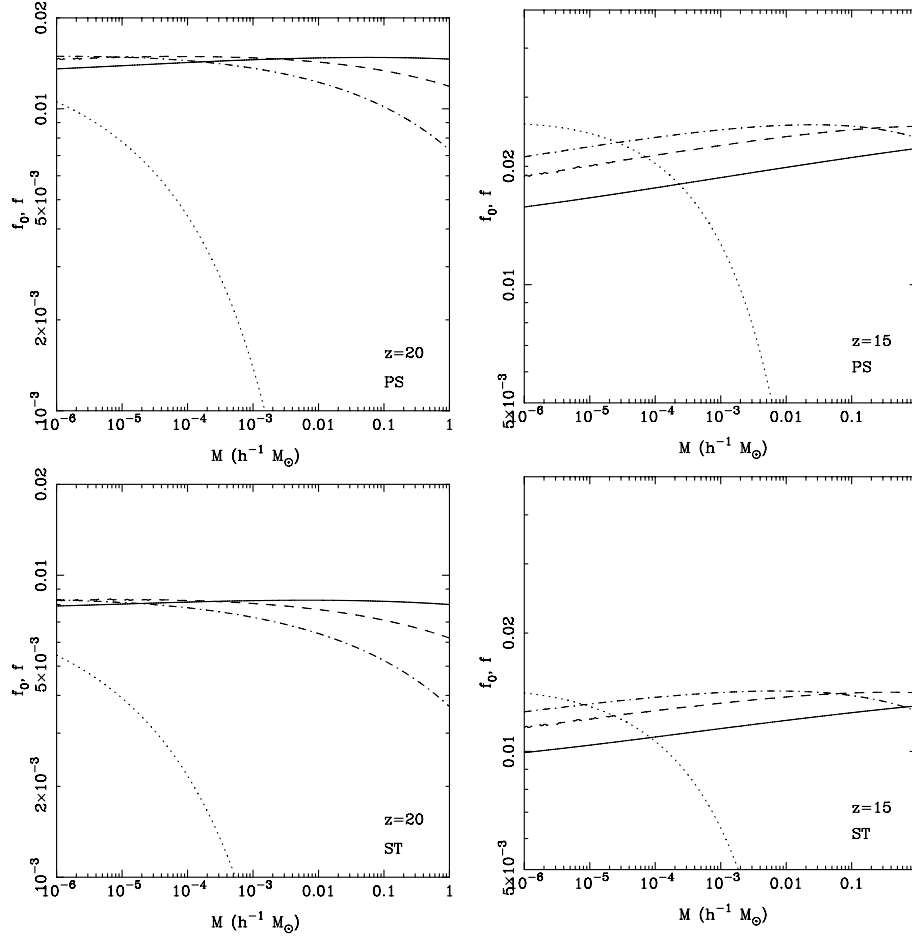 0.02
0.01
5×10⁻³
2×10⁻³
10⁻³
f₀, f
z=20
PS
10⁻⁶ 10⁻⁵ 10⁻⁴ 10⁻³ 0.01 0.1 1
M (h⁻¹ M☉)
0.02
0.01
5×10⁻³
f₀, f
z=15
PS
10⁻⁶ 10⁻⁵ 10⁻⁴ 10⁻³ 0.01 0.1
M (h⁻¹ M☉)
0.02
0.01
5×10⁻³
2×10⁻³
10⁻³
f₀, f
z=20
ST
10⁻⁶ 10⁻⁵ 10⁻⁴ 10⁻³ 0.01 0.1 1
M (h⁻¹ M☉)
0.02
0.01
5×10⁻³
f₀, f
z=15
ST
10⁻⁶ 10⁻⁵ 10⁻⁴ 10⁻³ 0.01 0.1
M (h⁻¹ M☉)